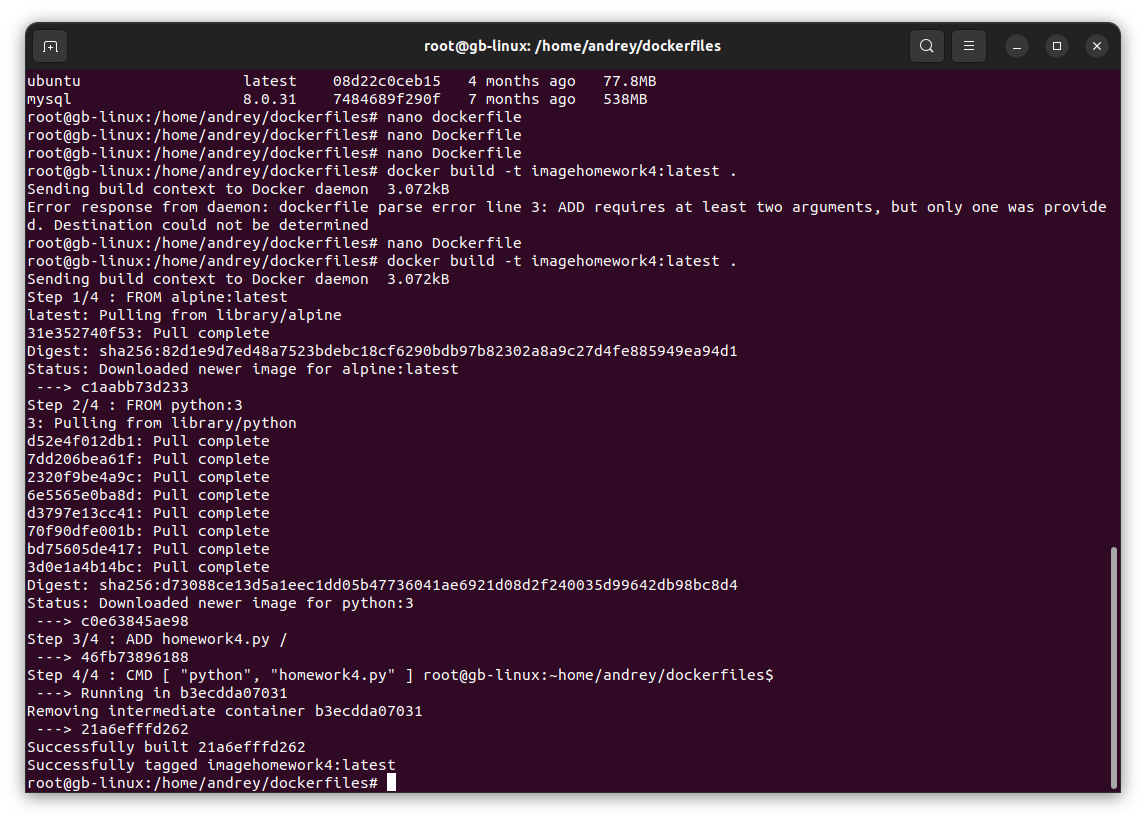 root@gb-linux: /home/andrey/dockerfiles
ubuntu                  latest    08d22c0ceb15   4 months ago   77.8MB
mysql                   8.0.31    7484689f290f   7 months ago   538MB
root@gb-linux:/home/andrey/dockerfiles# nano dockerfile
root@gb-linux:/home/andrey/dockerfiles# nano Dockerfile
root@gb-linux:/home/andrey/dockerfiles# nano Dockerfile
root@gb-linux:/home/andrey/dockerfiles# docker build -t imagehomework4:latest .
Sending build context to Docker daemon  3.072kB
Error response from daemon: dockerfile parse error line 3: ADD requires at least two arguments, but only one was provide
d. Destination could not be determined
root@gb-linux:/home/andrey/dockerfiles# nano Dockerfile
root@gb-linux:/home/andrey/dockerfiles# docker build -t imagehomework4:latest .
Sending build context to Docker daemon  3.072kB
Step 1/4 : FROM alpine:latest
latest: Pulling from library/alpine
31e352740f53: Pull complete
Digest: sha256:82d1e9d7ed48a7523bdebc18cf6290bdb97b82302a8a9c27d4fe885949ea94d1
Status: Downloaded newer image for alpine:latest
 ---> c1aabb73d233
Step 2/4 : FROM python:3
3: Pulling from library/python
d52e4f012db1: Pull complete
7dd206bea61f: Pull complete
2320f9be4a9c: Pull complete
6e5565e0ba8d: Pull complete
d3797e13cc41: Pull complete
70f90dfe001b: Pull complete
bd75605de417: Pull complete
3d0e1a4b14bc: Pull complete
Digest: sha256:d73088ce13d5a1eec1dd05b47736041ae6921d08d2f240035d99642db98bc8d4
Status: Downloaded newer image for python:3
 ---> c0e63845ae98
Step 3/4 : ADD homework4.py /
 ---> 46fb73896188
Step 4/4 : CMD [ "python", "homework4.py" ] root@gb-linux:~home/andrey/dockerfiles$
 ---> Running in b3ecdda07031
Removing intermediate container b3ecdda07031
 ---> 21a6efffd262
Successfully built 21a6efffd262
Successfully tagged imagehomework4:latest
root@gb-linux:/home/andrey/dockerfiles#